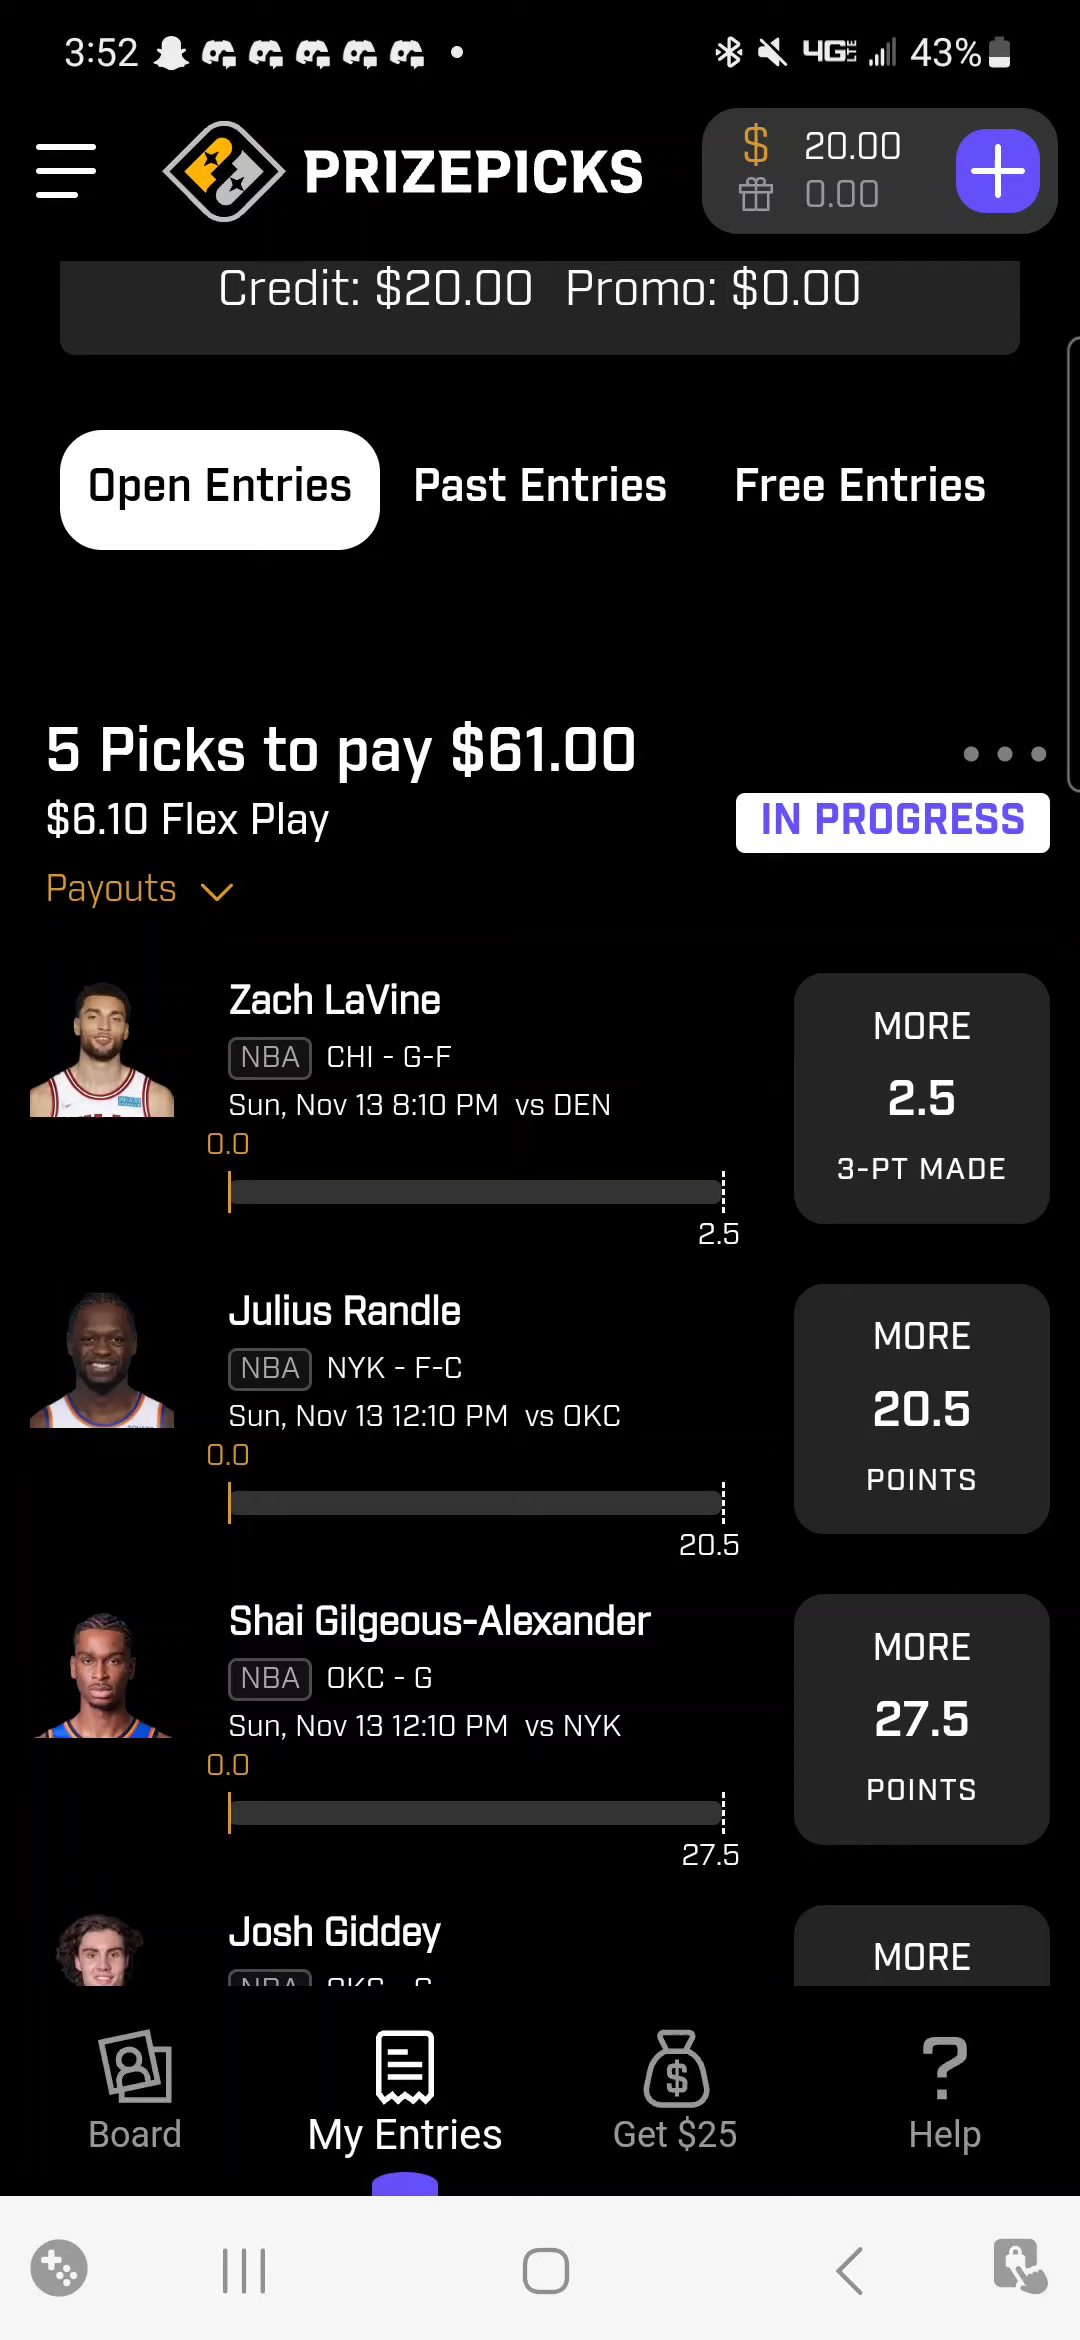 3:52
4G LTE 43%
PRIZEPICKS
$ 20.00
0.00
Credit: $20.00 Promo: $0.00
Open Entries Past Entries Free Entries
5 Picks to pay $61.00
$6.10 Flex Play
IN PROGRESS
Payouts
Zach LaVine
NBA CHI - G-F
Sun, Nov 13 8:10 PM vs DEN
0.0
2.5
MORE
2.5
3-PT MADE
Julius Randle
NBA NYK - F-C
Sun, Nov 13 12:10 PM vs OKC
0.0
20.5
MORE
20.5
POINTS
Shai Gilgeous-Alexander
NBA OKC - G
Sun, Nov 13 12:10 PM vs NYK
0.0
27.5
MORE
27.5
POINTS
Josh Giddey
NBA OKC - G
MORE
Board
My Entries
Get $25
Help